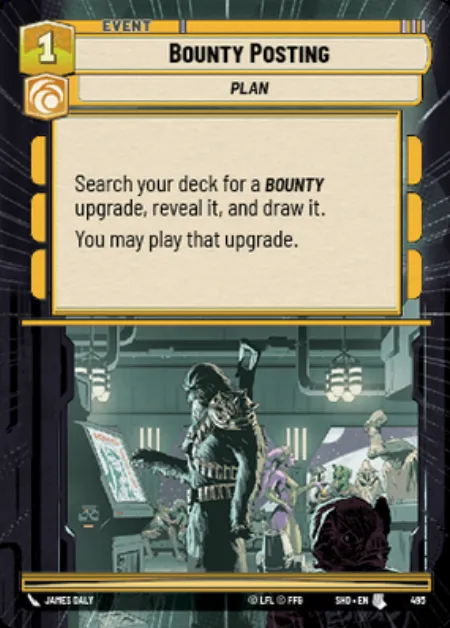 EVENT
1
BOUNTY POSTING
PLAN
Search your deck for a BOUNTY
upgrade, reveal it, and draw it.
You may play that upgrade.
JAMES DALY
© LFL © FFG
SHD • EN
495